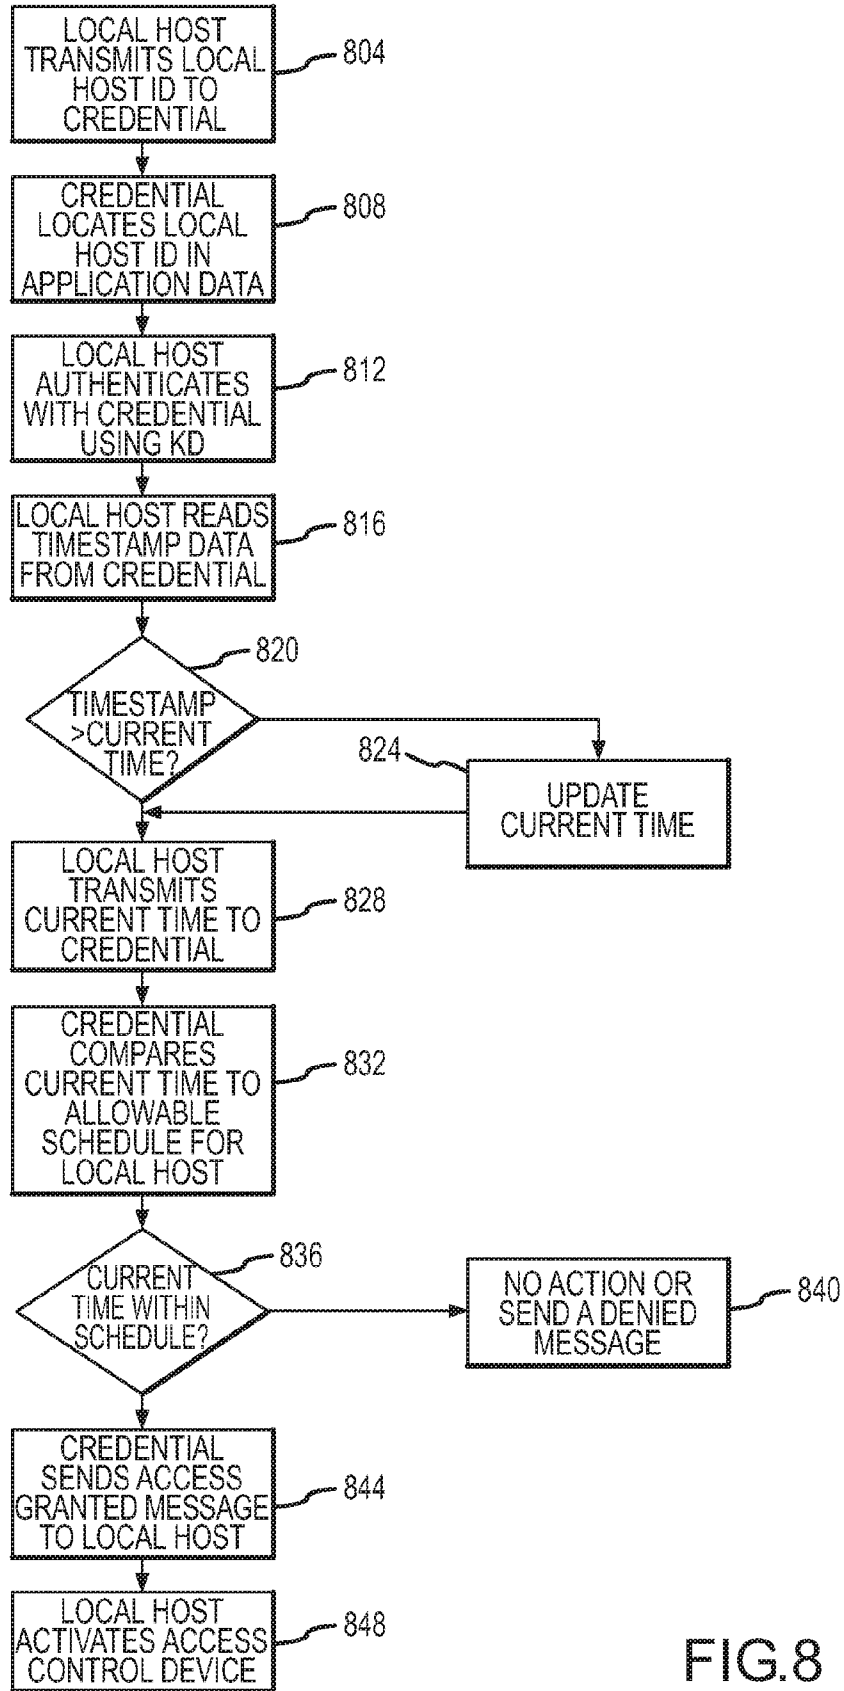 LOCAL HOST
TRANSMITS LOCAL
HOST ID TO
CREDENTIAL
804
CREDENTIAL
LOCATES LOCAL
HOST ID IN
APPLICATION DATA
808
LOCAL HOST
AUTHENTICATES
WITH CREDENTIAL
USING KD
812
LOCAL HOST READS
TIMESTAMP DATA
FROM CREDENTIAL
816
820
TIMESTAMP
>CURRENT
TIME?
824
UPDATE
CURRENT TIME
LOCAL HOST
TRANSMITS
CURRENT TIME TO
CREDENTIAL
828
CREDENTIAL
COMPARES
CURRENT TIME TO
ALLOWABLE
SCHEDULE FOR
LOCAL HOST
832
836
CURRENT
TIME WITHIN
SCHEDULE?
NO ACTION OR
SEND A DENIED
MESSAGE
840
CREDENTIAL
SENDS ACCESS
GRANTED MESSAGE
TO LOCAL HOST
844
LOCAL HOST
ACTIVATES ACCESS
CONTROL DEVICE
848
FIG.8